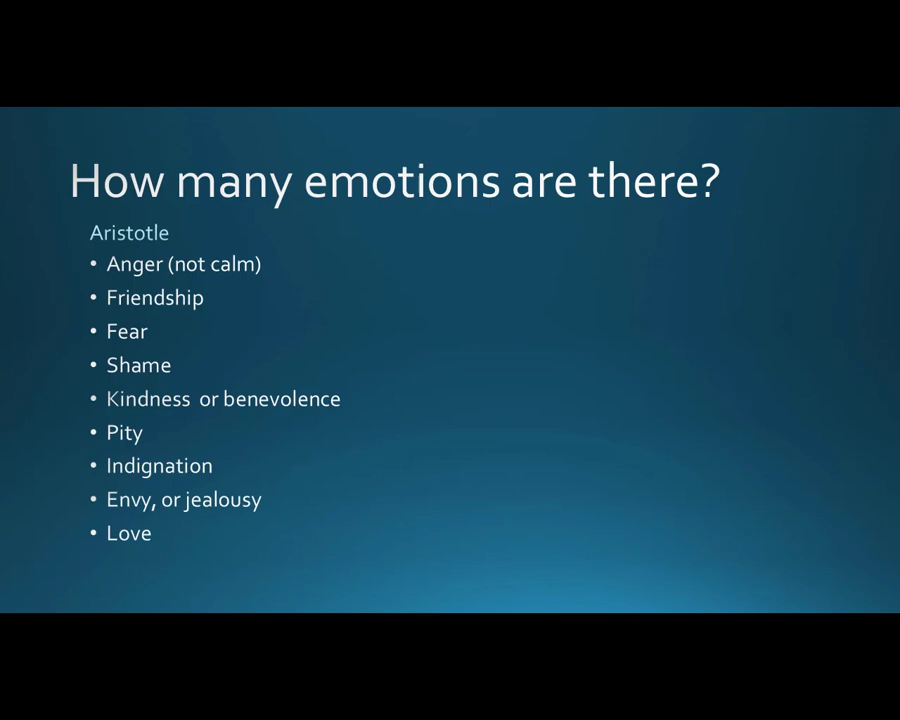 How many emotions are there?
Aristotle
• Anger (not calm)
• Friendship
• Fear
• Shame
• Kindness or benevolence
• Pity
• Indignation
• Envy, or jealousy
• Love